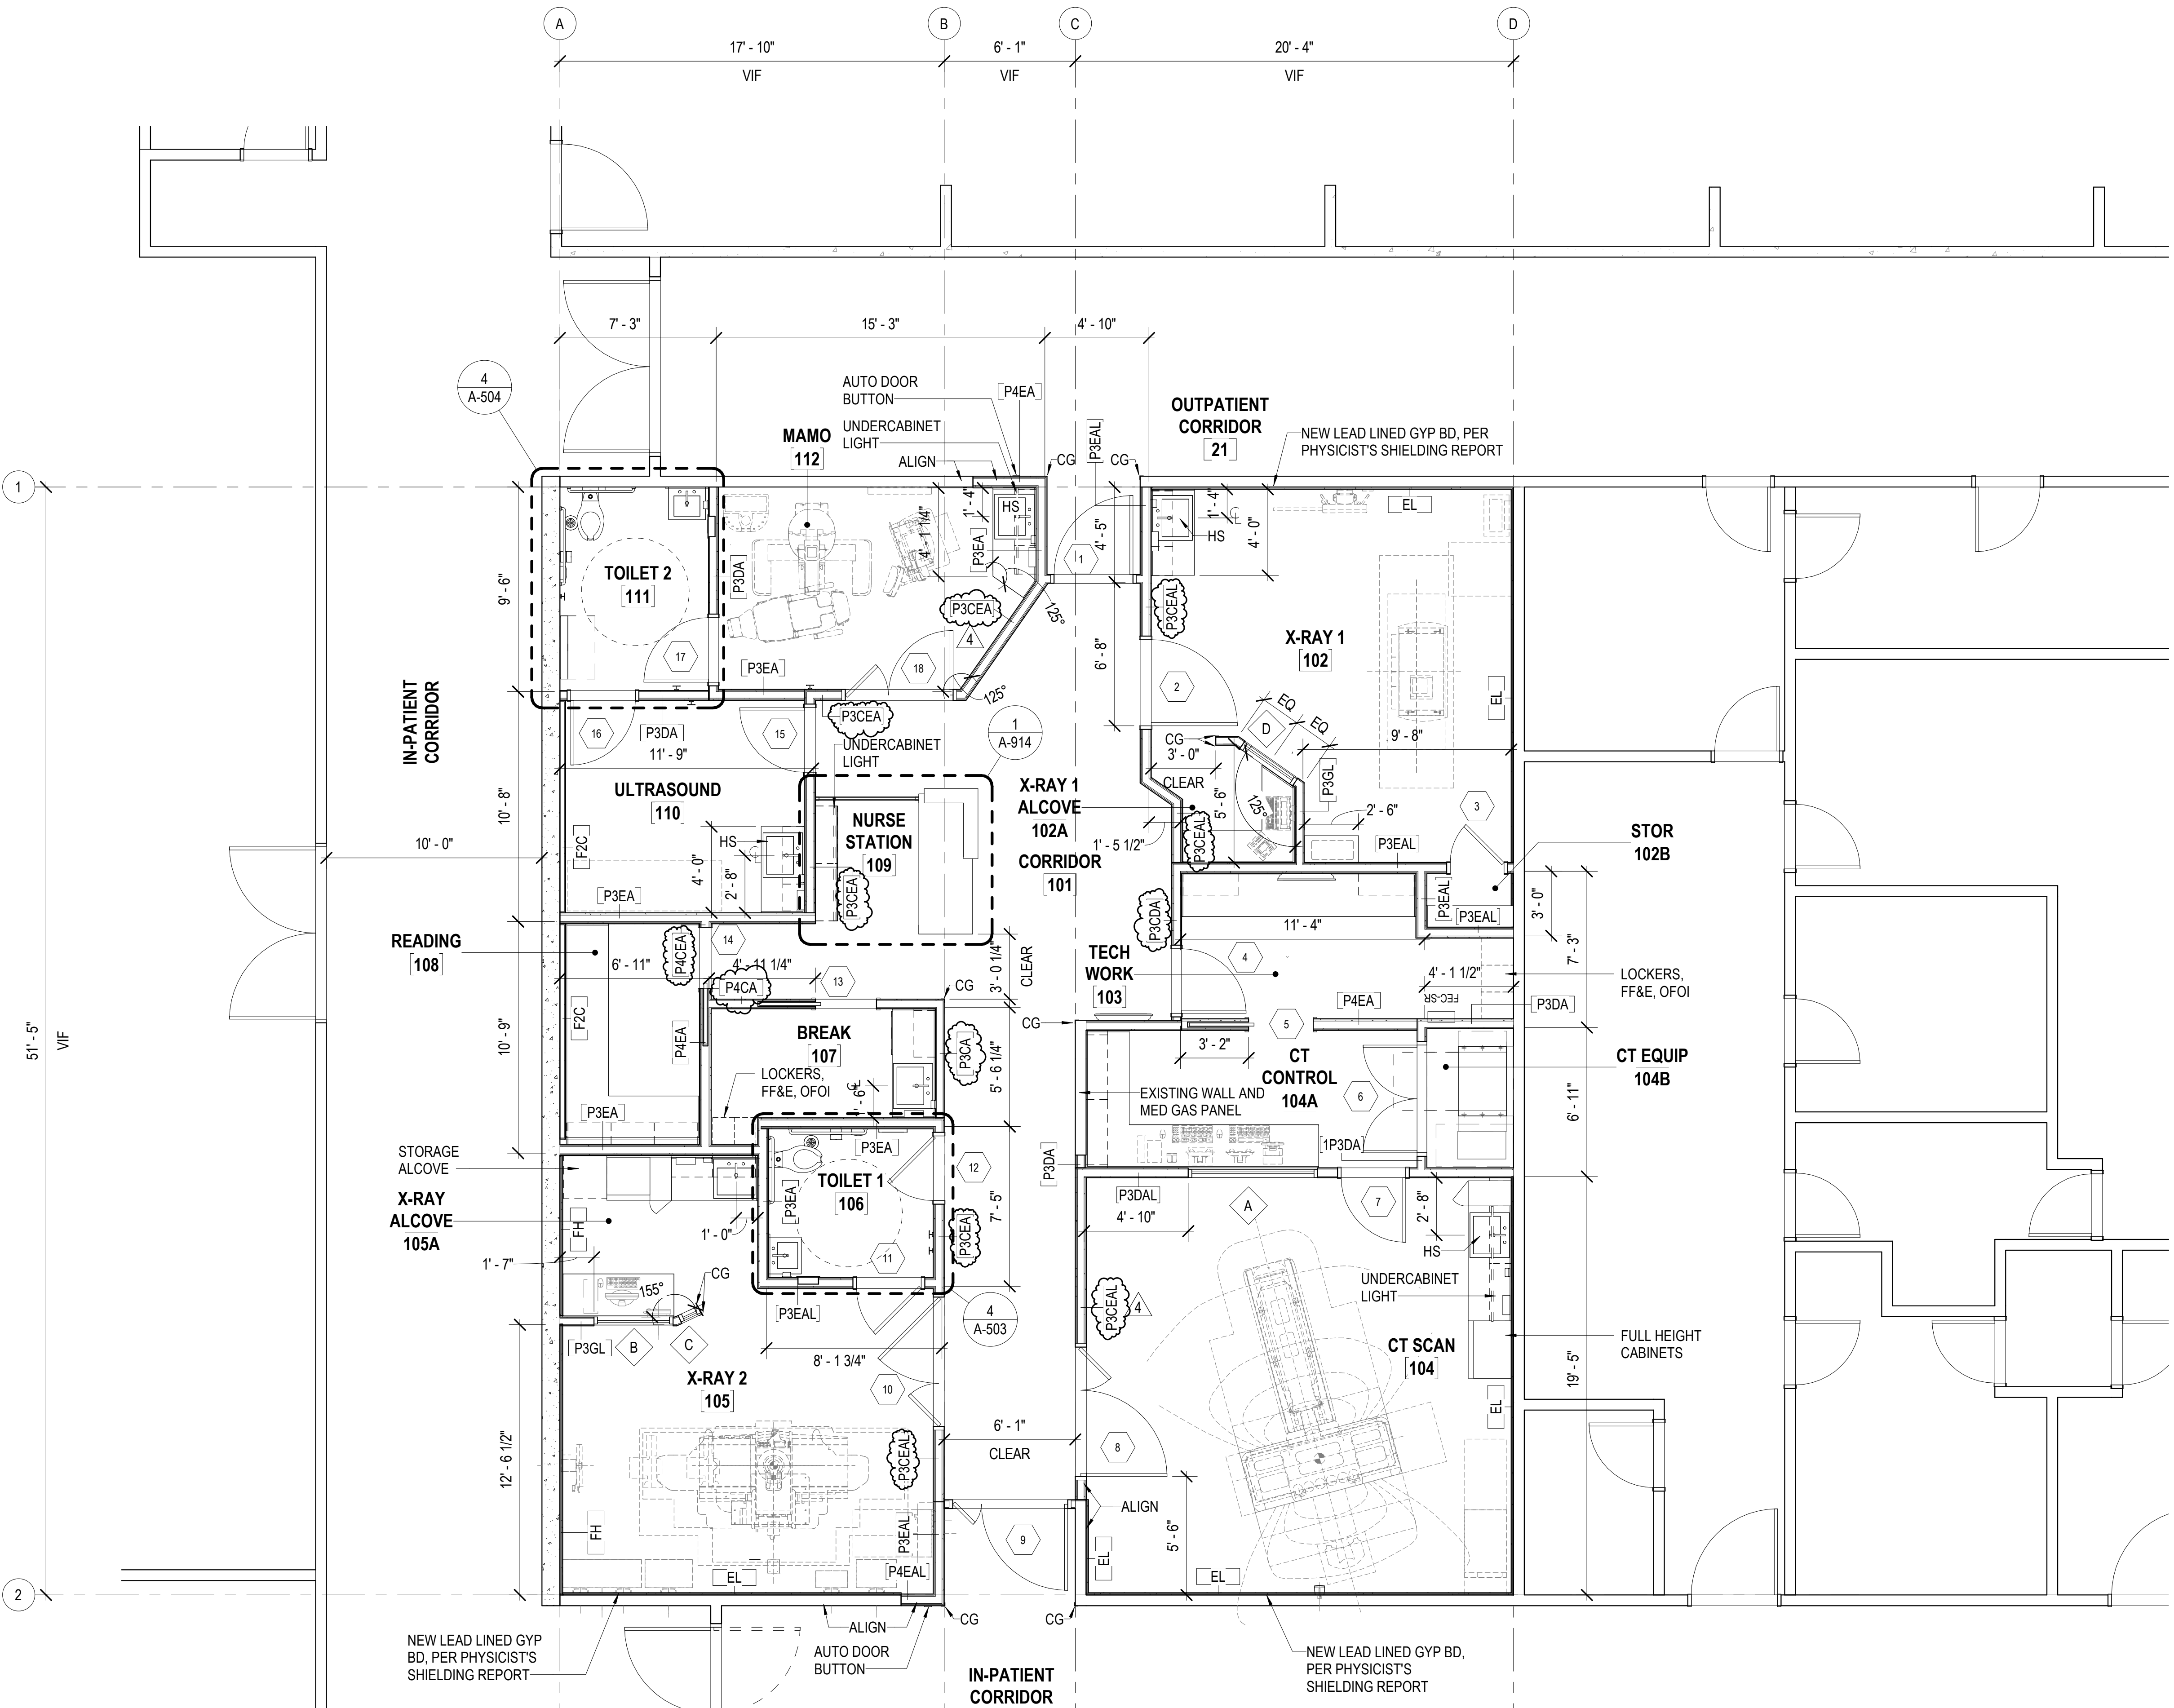 A
B
C
D
17' - 10"
6' - 1"
20' - 4"
VIF
VIF
VIF
7' - 3"
15' - 3"
4' - 10"
4
A-504
AUTO DOOR
BUTTON
P4EA
OUTPATIENT
CORRIDOR
21
P3EAL
UNDERCABINET
LIGHT
MAMO
112
ALIGN
CG
CG
NEW LEAD LINED GYP BD, PER
PHYSICIST'S SHIELDING REPORT
1
1' - 4"
HS
4' - 1 1/4"
P3EA
4' - 5"
1
1' - 4"
HS
4' - 0"
EL
TOILET 2
111
P3DA
9' - 6"
P3CEA
4
125°
P3CEAL
X-RAY 1
102
17
P3EA
18
125°
6' - 8"
2
EL
IN-PATIENT
CORRIDOR
16
P3DA
11' - 9"
15
P3CEA
UNDERCABINET
LIGHT
1
A-914
EQ
EQ
D
CG
3' - 0"
CLEAR
9' - 8"
ULTRASOUND
110
10' - 8"
X-RAY 1
ALCOVE
102A
5' - 6"
125°
P3GL
2' - 6"
3
NURSE
STATION
109
HS
F2C
4' - 0"
2' - 8"
P3EA
P3CEA
1' - 5 1/2"
P3CEAL
P3EAL
STOR
102B
CORRIDOR
101
10' - 0"
P3EAL
P3EAL
3' - 0"
P3CDA
11' - 4"
READING
108
P4CEA
14
6' - 11"
4' - 11 1/4"
13
P4CA
3' - 0 1/4"
CLEAR
CG
TECH
WORK
103
4
4' - 1 1/2"
7' - 3"
LOCKERS,
FF&E, OFOI
FEC-SR
P4EA
P3DA
F2C
10' - 9"
P4EA
BREAK
107
P3CA
5' - 6 1/4"
CG
5
3' - 2"
CT
CONTROL
104A
CT EQUIP
104B
LOCKERS,
FF&E, OFOI
EXISTING WALL AND
MED GAS PANEL
6
6' - 11"
51' - 5"
VIF
P3EA
P3EA
12
P3DA
1P3DA
STORAGE
ALCOVE
X-RAY
ALCOVE
105A
TOILET 1
106
P3EA
P3CEA
7' - 5"
P3DAL
4' - 10"
A
7
2' - 8"
HS
FH
1' - 0"
11
1' - 7"
155°
CG
UNDERCABINET
LIGHT
P3EAL
4
A-503
P3CEAL
4
P3GL
B
C
8' - 1 3/4"
CT SCAN
104
FULL HEIGHT
CABINETS
X-RAY 2
105
10
EL
19' - 5"
6' - 1"
CLEAR
12' - 6 1/2"
P3CEAL
8
ALIGN
FH
P3EAL
9
EL
5' - 6"
EL
P4EAL
EL
2
CG
CG
ALIGN
AUTO DOOR
BUTTON
NEW LEAD LINED GYP
BD, PER PHYSICIST'S
SHIELDING REPORT
IN-PATIENT
CORRIDOR
NEW LEAD LINED GYP BD,
PER PHYSICIST'S
SHIELDING REPORT